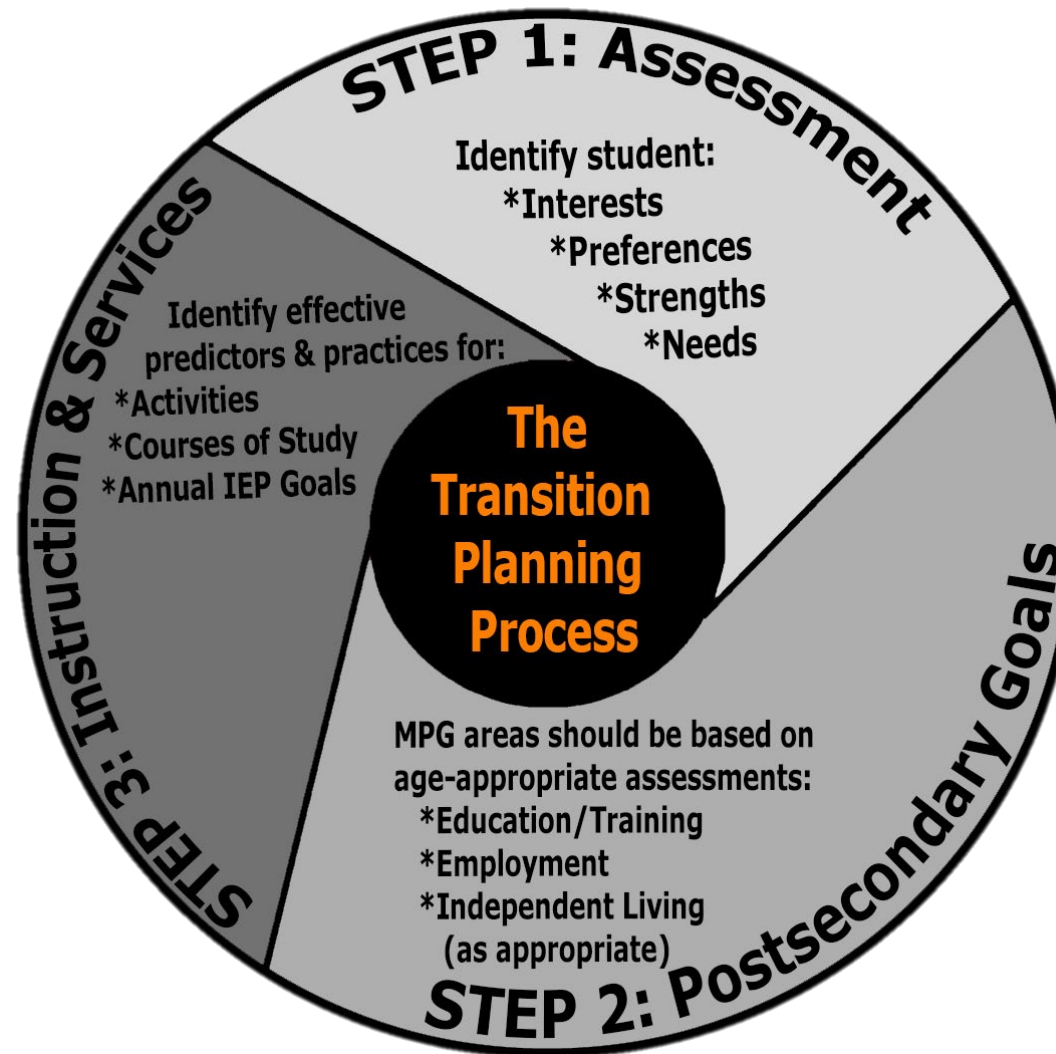 The
Transition
Planning
Process
STEP 1: Assessment
Identify student:
*Interests
*Preferences
*Strengths
*Needs
STEP 2: Postsecondary Goals
MPG areas should be based on
age-appropriate assessments:
*Education/Training
*Employment
*Independent Living
(as appropriate)
STEP 3: Instruction & Services
Identify effective
predictors & practices for:
*Activities
*Courses of Study
*Annual IEP Goals